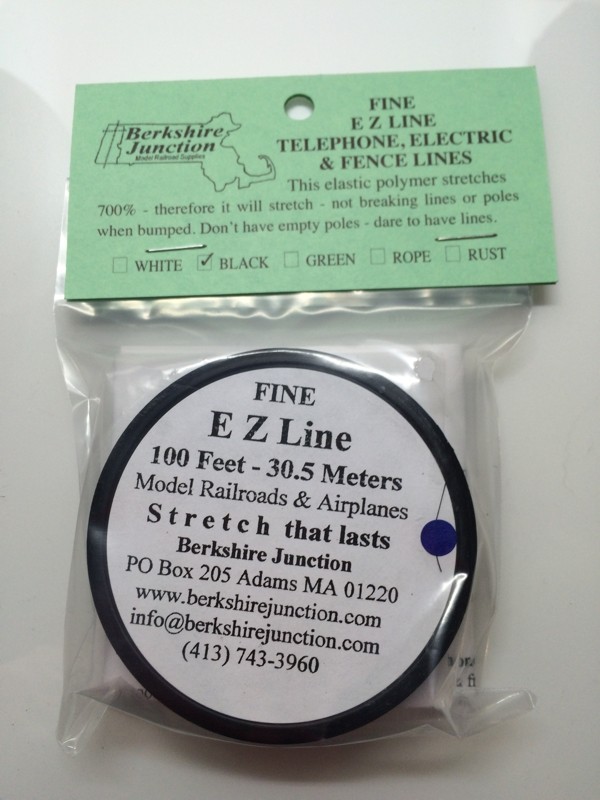 Berkshire
Junction
Model Railroad Supplies
FINE
E Z LINE
TELEPHONE, ELECTRIC
& FENCE LINES
This elastic polymer stretches
700% - therefore it will stretch - not breaking lines or poles
when bumped. Don't have empty poles - dare to have lines.
WHITE ✓ BLACK GREEN ROPE RUST
FINE
E Z Line
100 Feet - 30.5 Meters
Model Railroads & Airplanes
Stretch that lasts
Berkshire Junction
PO Box 205 Adams MA 01220
www.berkshirejunction.com
info@berkshirejunction.com
(413) 743-3960